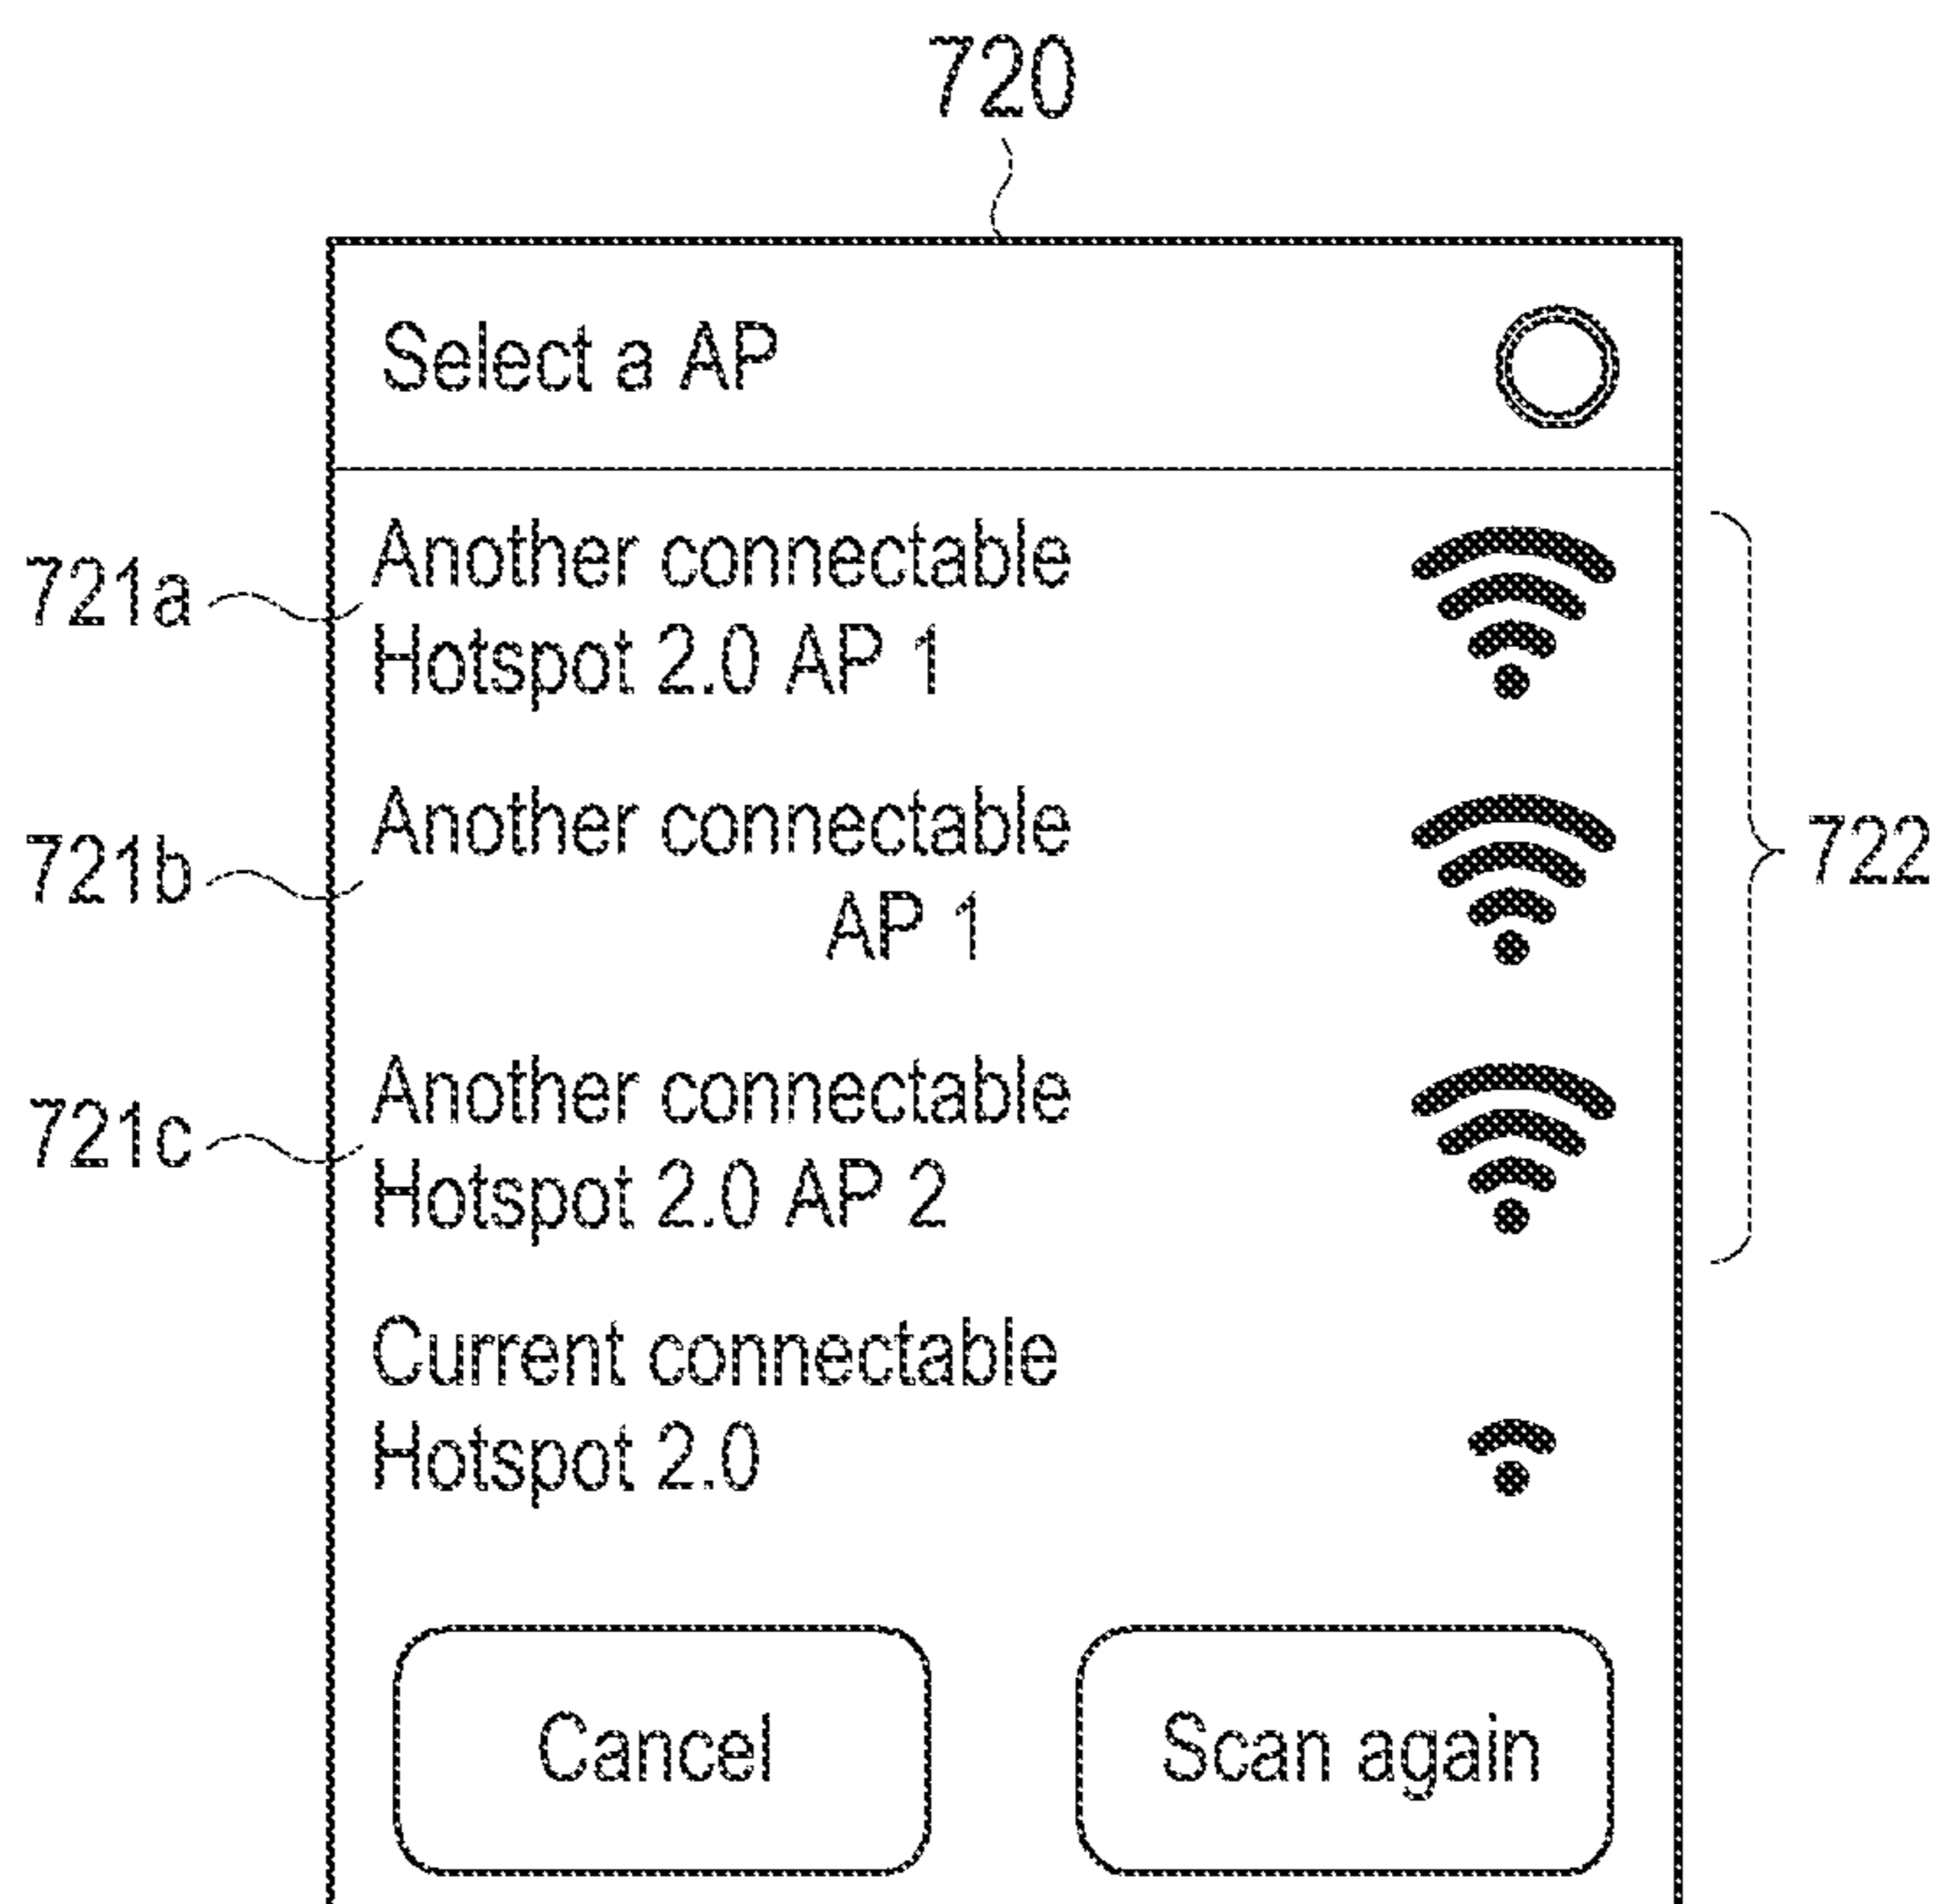 720
Select a AP
721a
Another connectable
Hotspot 2.0 AP 1
721b
Another connectable
AP 1
722
721c
Another connectable
Hotspot 2.0 AP 2
Current connectable
Hotspot 2.0
Cancel
Scan again